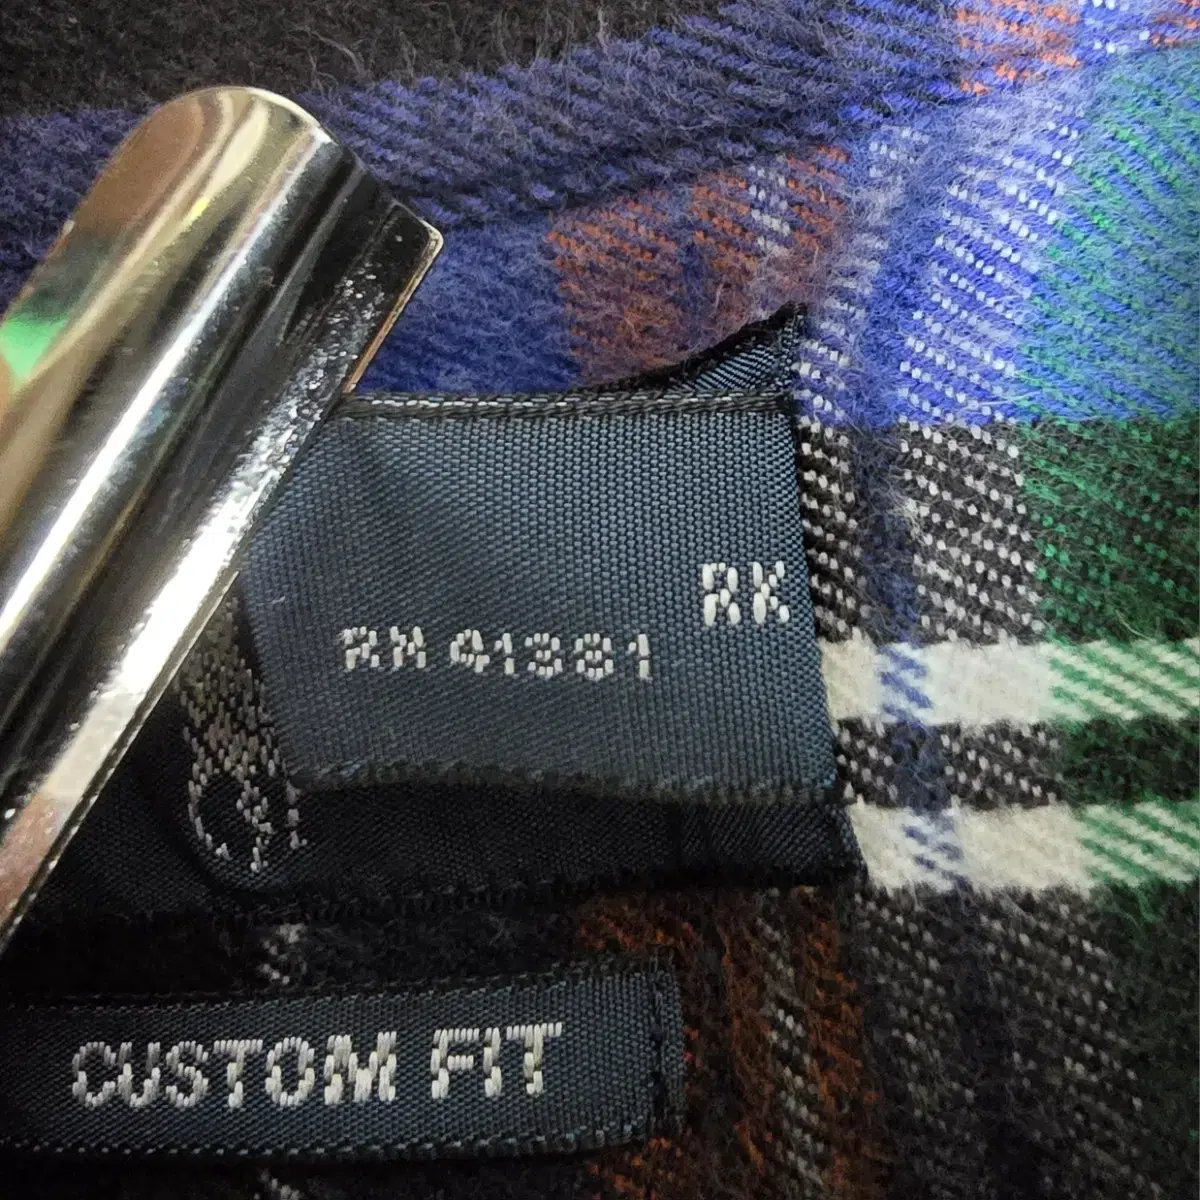 RK
RN 41381
CUSTOM FIT